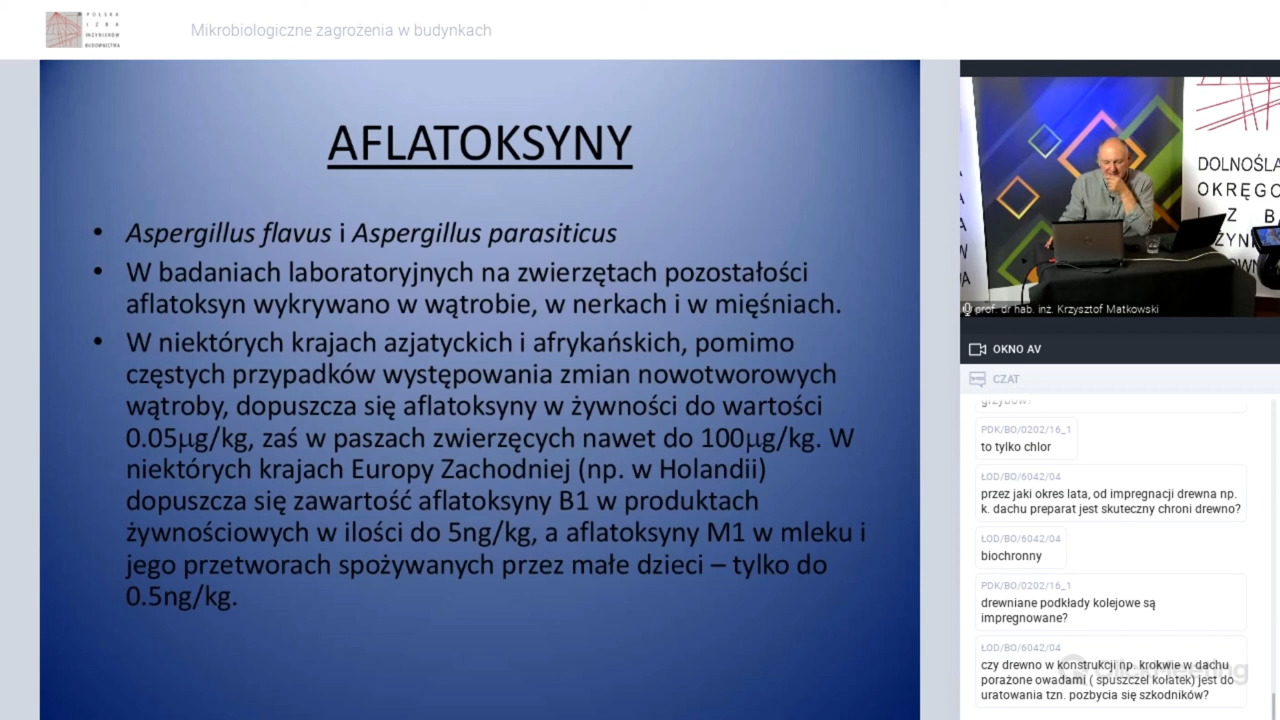 POLSKA
IZBA
INŻYNIERÓW
BUDOWNICTWA
Mikrobiologiczne zagrożenia w budynkach
AFLATOKSYNY
• Aspergillus flavus i Aspergillus parasiticus
• W badaniach laboratoryjnych na zwierzętach pozostałości
aflatoksyn wykrywano w wątrobie, w nerkach i w mięśniach.
• W niektórych krajach azjatyckich i afrykańskich, pomimo
częstych przypadków występowania zmian nowotworowych
wątroby, dopuszcza się aflatoksyny w żywności do wartości
0.05µg/kg, zaś w paszach zwierzęcych nawet do 100µg/kg. W
niektórych krajach Europy Zachodniej (np. w Holandii)
dopuszcza się zawartość aflatoksyny B1 w produktach
żywnościowych w ilości do 5ng/kg, a aflatoksyny M1 w mleku i
jego przetworach spożywanych przez małe dzieci – tylko do
0.5ng/kg.
DOLNOŚLĄ
OKRĘGO
prof. dr hab. inż. Krzysztof Matkowski
OKNO AV
CZAT
grzybów?
PDK/BO/0202/16_1
to tylko chlor
ŁOD/BO/6042/04
przez jaki okres lata, od impregnacji drewna np.
k. dachu preparat jest skuteczny chroni drewno?
ŁOD/BO/6042/04
biochronny
PDK/BO/0202/16_1
drewniane podkłady kolejowe są
impregnowane?
ŁOD/BO/6042/04
czy drewno w konstrukcji np. krokwie w dachu
porażone owadami ( spuszczel kołatek) jest do
uratowania tzn. pozbycia się szkodników?